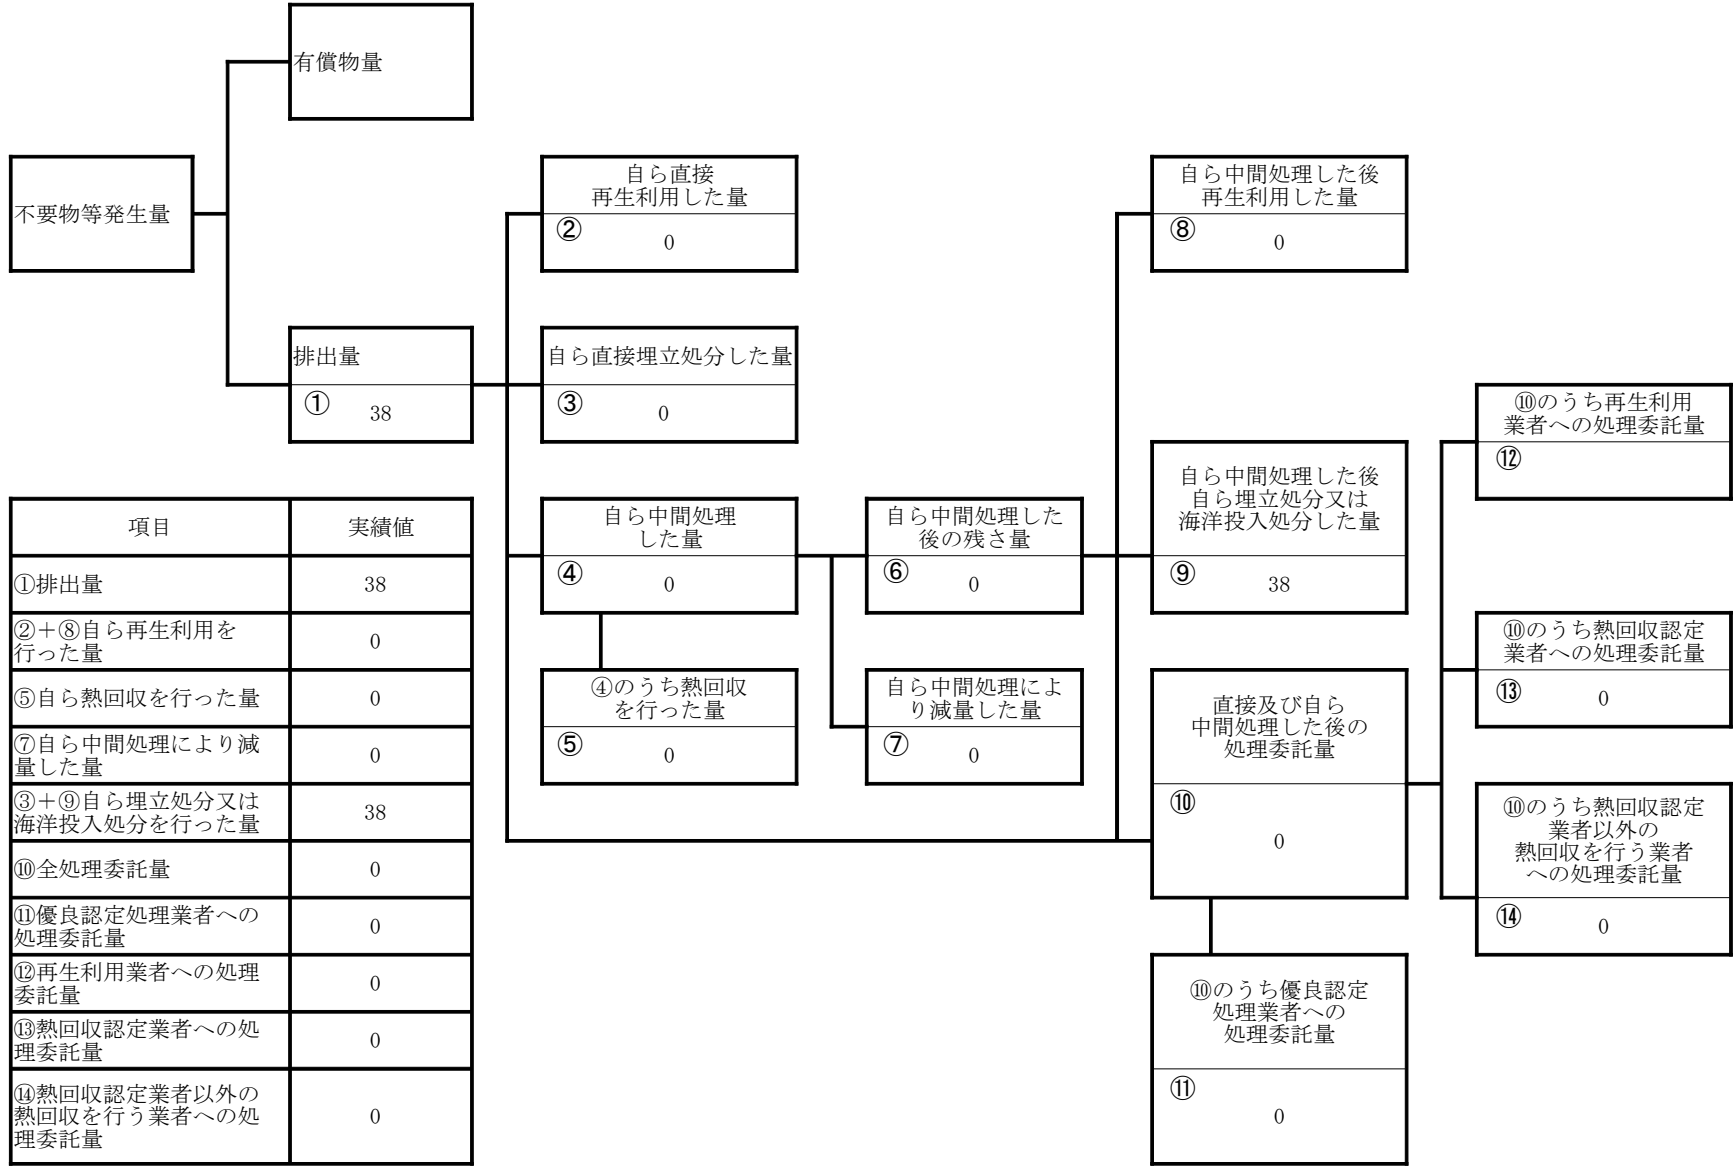 有償物量
不要物等発生量
自ら直接
再生利用した量
②
0
自ら中間処理した後
再生利用した量
⑧
0
排出量
①
38
自ら直接埋立処分した量
③
0
⑩のうち再生利用
業者への処理委託量
⑫
自ら中間処理
した量
④
0
自ら中間処理した
後の残さ量
⑥
0
自ら中間処理した後
自ら埋立処分又は
海洋投入処分した量
⑨
38
⑩のうち熱回収認定
業者への処理委託量
⑬
0
④のうち熱回収
を行った量
⑤
0
自ら中間処理によ
り減量した量
⑦
0
直接及び自ら
中間処理した後の
処理委託量
⑩
0
⑩のうち熱回収認定
業者以外の
熱回収を行う業者
への処理委託量
⑭
0
⑩のうち優良認定
処理業者への
処理委託量
⑪
0
項目 実績値
①排出量 38
②+⑧自ら再生利用を
行った量 0
⑤自ら熱回収を行った量 0
⑦自ら中間処理により減
量した量 0
③+⑨自ら埋立処分又は
海洋投入処分を行った量 38
⑩全処理委託量 0
⑪優良認定処理業者への
処理委託量 0
⑫再生利用業者への処理
委託量 0
⑬熱回収認定業者への処
理委託量 0
⑭熱回収認定業者以外の
熱回収を行う業者への処
理委託量 0